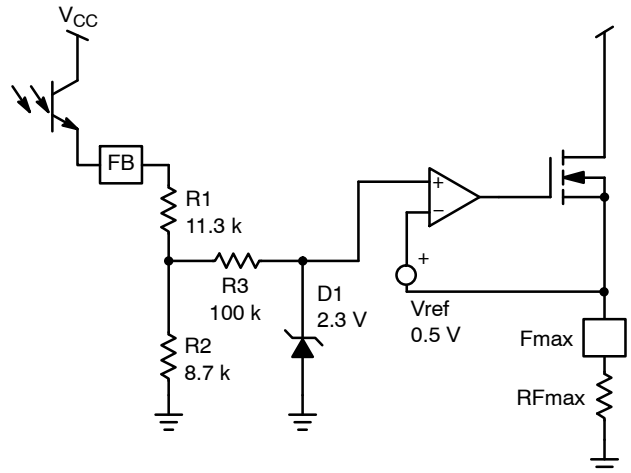 VCC
FB
R1
11.3 k
R3
100 k
R2
8.7 k
D1
2.3 V
+
−
+
Vref
0.5 V
Fmax
RFmax